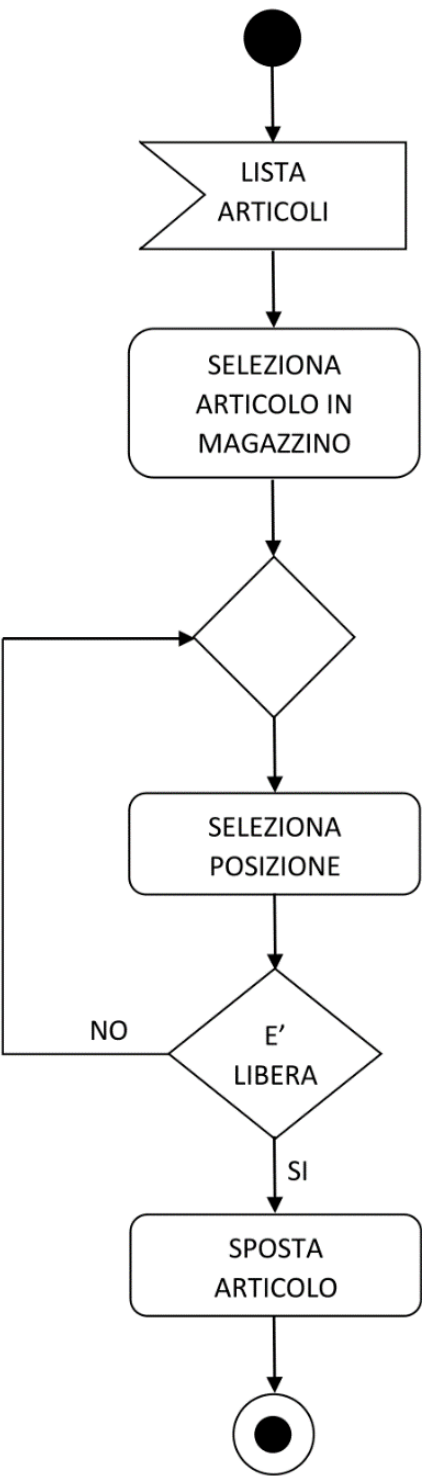 LISTA
ARTICOLI
SELEZIONA
ARTICOLO IN
MAGAZZINO
SELEZIONA
POSIZIONE
NO
E’
LIBERA
SI
SPOSTA
ARTICOLO